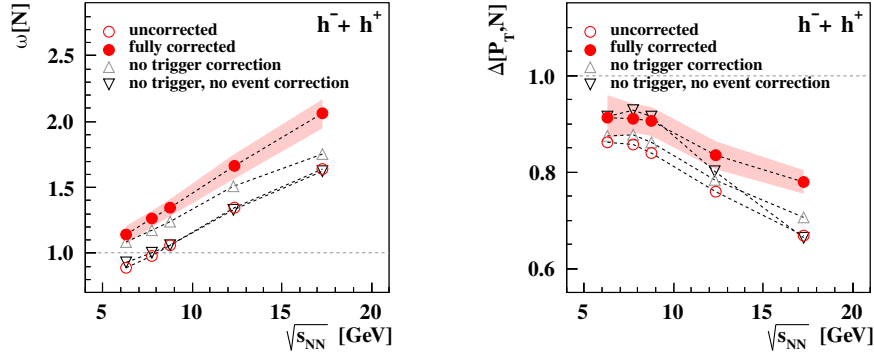 ω[N]
h⁻+ h⁺
uncorrected
fully corrected
no trigger correction
no trigger, no event correction
2.5
2.0
1.5
1.0
5 10 15 20
√s_NN [GeV]
Δ[P_T,N]
h⁻+ h⁺
uncorrected
fully corrected
no trigger correction
no trigger, no event correction
1.0
0.8
0.6
5 10 15 20
√s_NN [GeV]